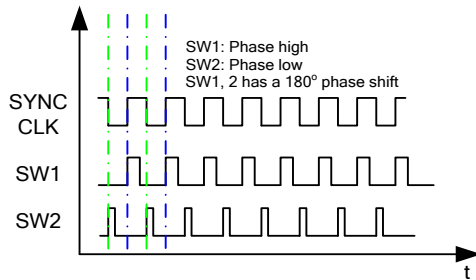 SW1: Phase high
SW2: Phase low
SW1, 2 has a 180° phase shift
SYNC
CLK
SW1
SW2
t